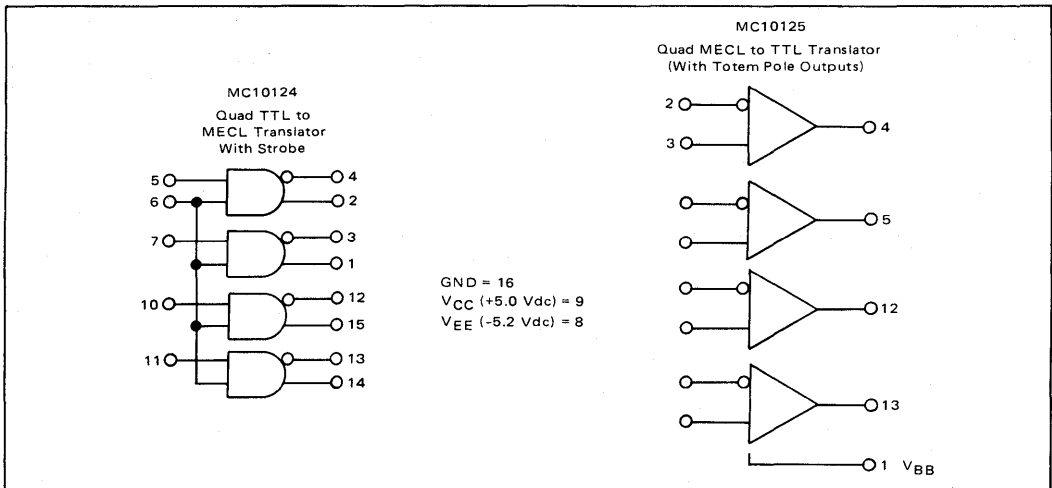 MC10124
Quad TTL to
MECL Translator
With Strobe
5
6
4
2
7
3
1
10
12
15
11
13
14
GND = 16
VCC (+5.0 Vdc) = 9
VEE (-5.2 Vdc) = 8
MC10125
Quad MECL to TTL Translator
(With Totem Pole Outputs)
2
3
4
5
12
13
1 VBB